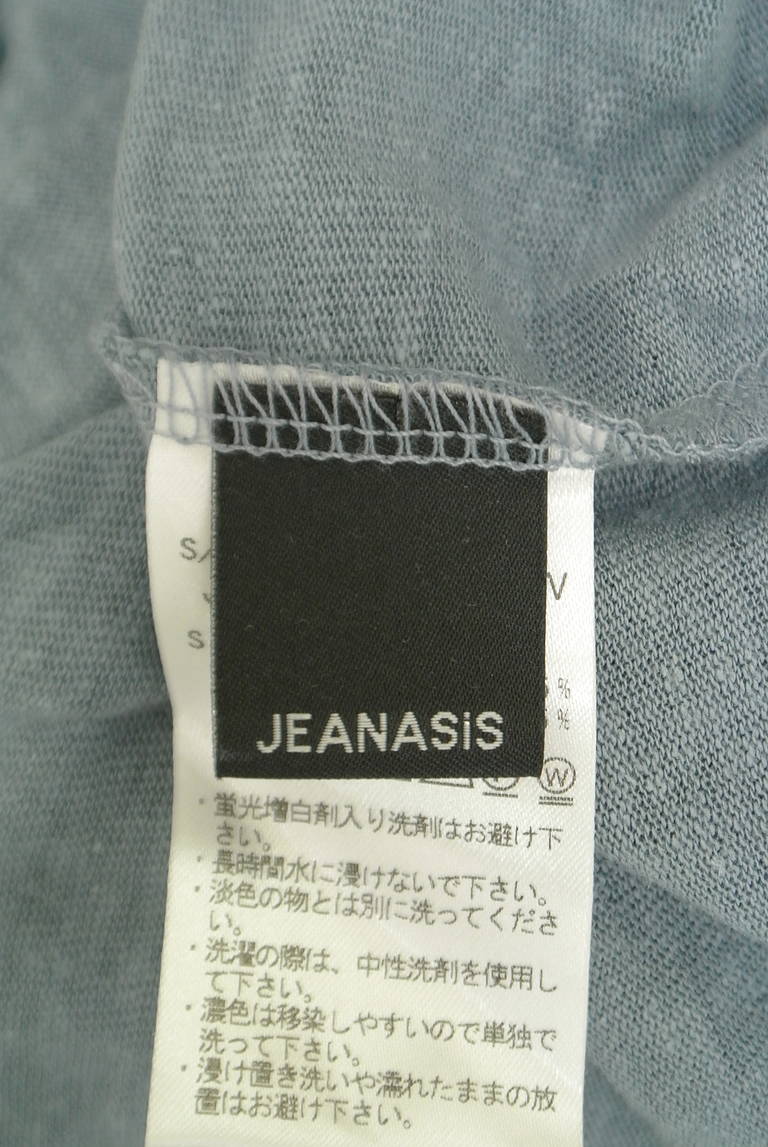 S/
V
S
%
%
JEANASiS
W
・蛍光増白剤入り洗剤はお避け下
さい。
・長時間水に浸けないで下さい。
・淡色の物とは別に洗ってくださ
い。
・洗濯の際は、中性洗剤を使用し
て下さい。
・濃色は移染しやすいので単独で
洗って下さい。
・浸け置き洗いや濡れたままの放
置はお避け下さい。